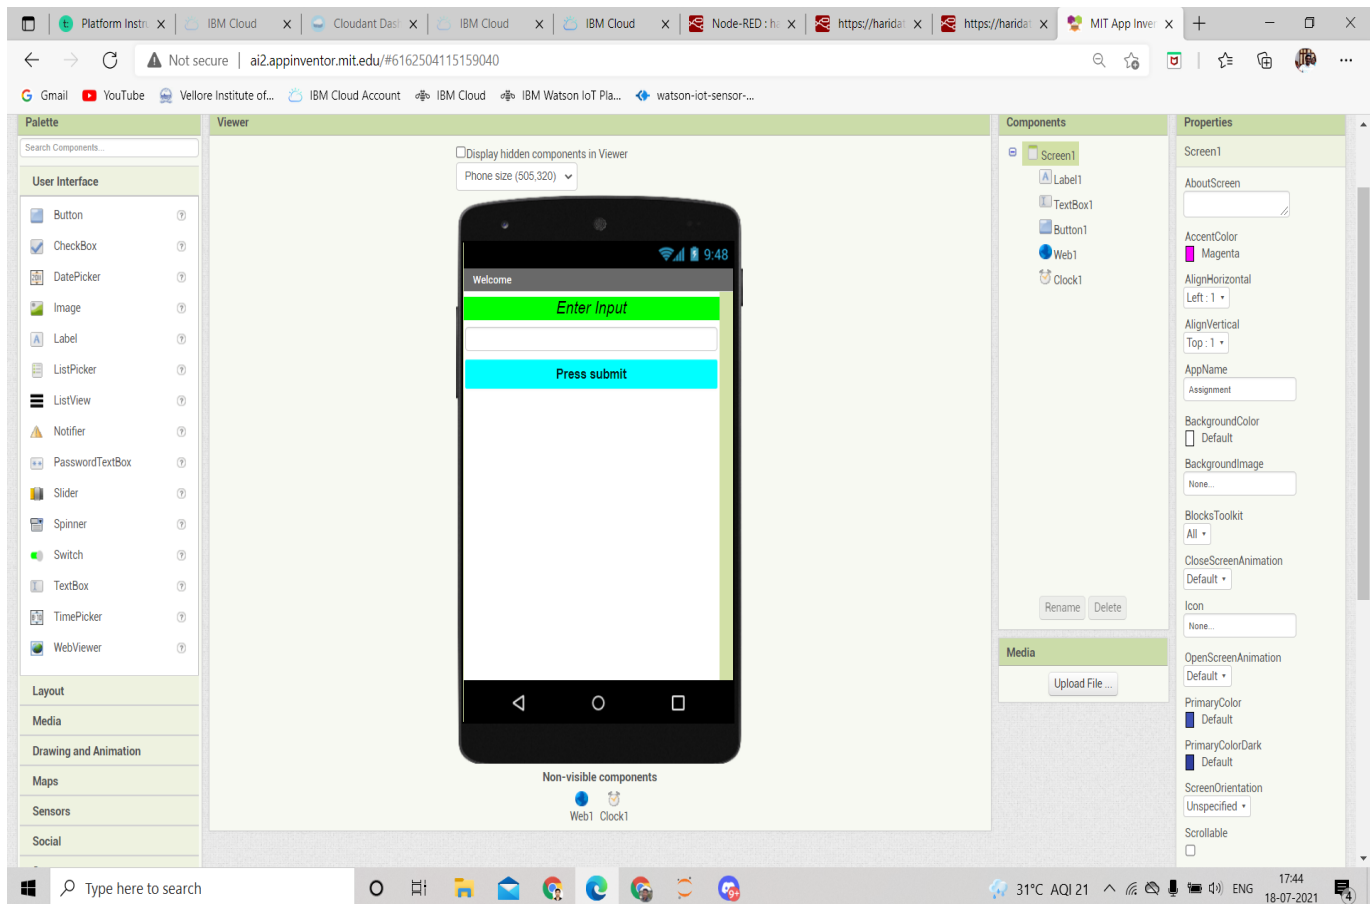 Platform Instru
IBM Cloud
Cloudant Dash
IBM Cloud
IBM Cloud
Node-RED : ha
https://haridat
https://haridat
MIT App Inver
Not secure
ai2.appinventor.mit.edu/#6162504115159040
Gmail
YouTube
Vellore Institute of...
IBM Cloud Account
IBM Cloud
IBM Watson IoT Pla...
watson-iot-sensor-...
Palette
Search Components...
User Interface
Button
CheckBox
DatePicker
Image
Label
ListPicker
ListView
Notifier
PasswordTextBox
Slider
Spinner
Switch
TextBox
TimePicker
WebViewer
Layout
Media
Drawing and Animation
Maps
Sensors
Social
Viewer
Display hidden components in Viewer
Phone size (505,320)
9:48
Welcome
Enter Input
Press submit
Non-visible components
Web1 Clock1
Components
Screen1
Label1
TextBox1
Button1
Web1
Clock1
Rename Delete
Media
Upload File ...
Properties
Screen1
AboutScreen
AccentColor
Magenta
AlignHorizontal
Left : 1
AlignVertical
Top : 1
AppName
Assignment
BackgroundColor
Default
BackgroundImage
None...
BlocksToolkit
All
CloseScreenAnimation
Default
Icon
None...
OpenScreenAnimation
Default
PrimaryColor
Default
PrimaryColorDark
Default
ScreenOrientation
Unspecified
Scrollable
Type here to search
31°C AQI 21
ENG
17:44
18-07-2021
4